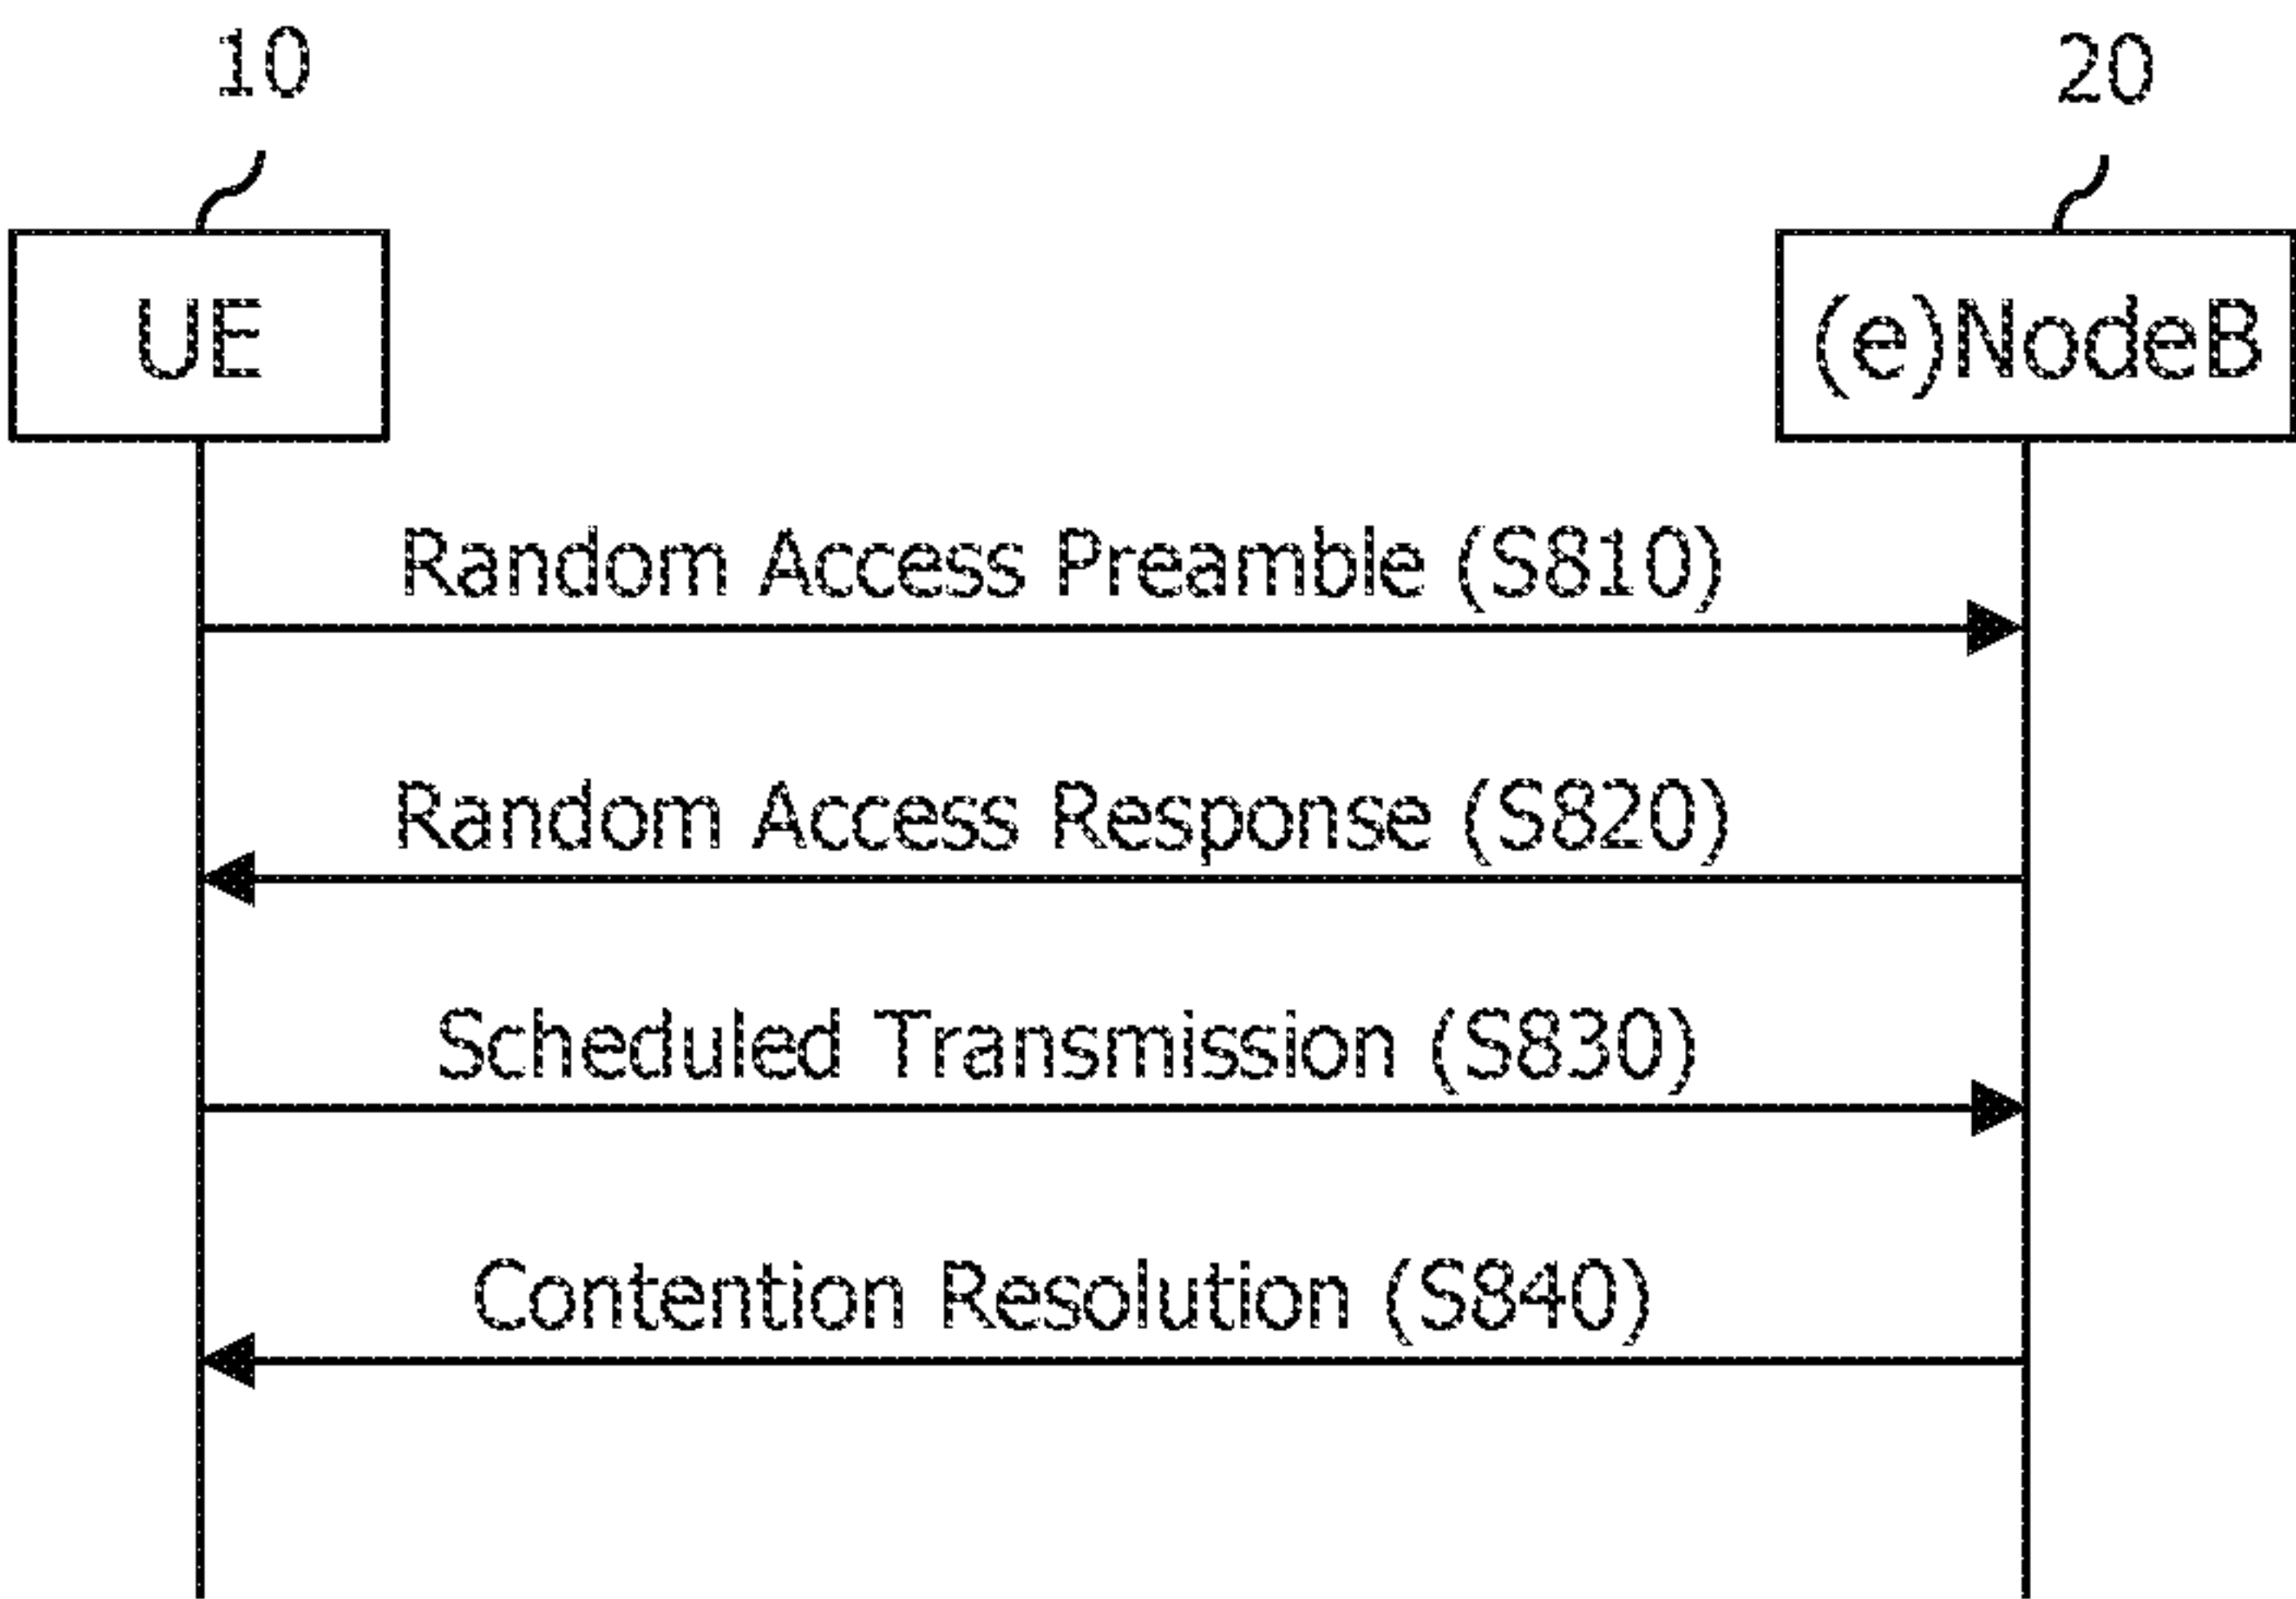 10
20
UE
(e)NodeB
Random Access Preamble (S810)
Random Access Response (S820)
Scheduled Transmission (S830)
Contention Resolution (S840)